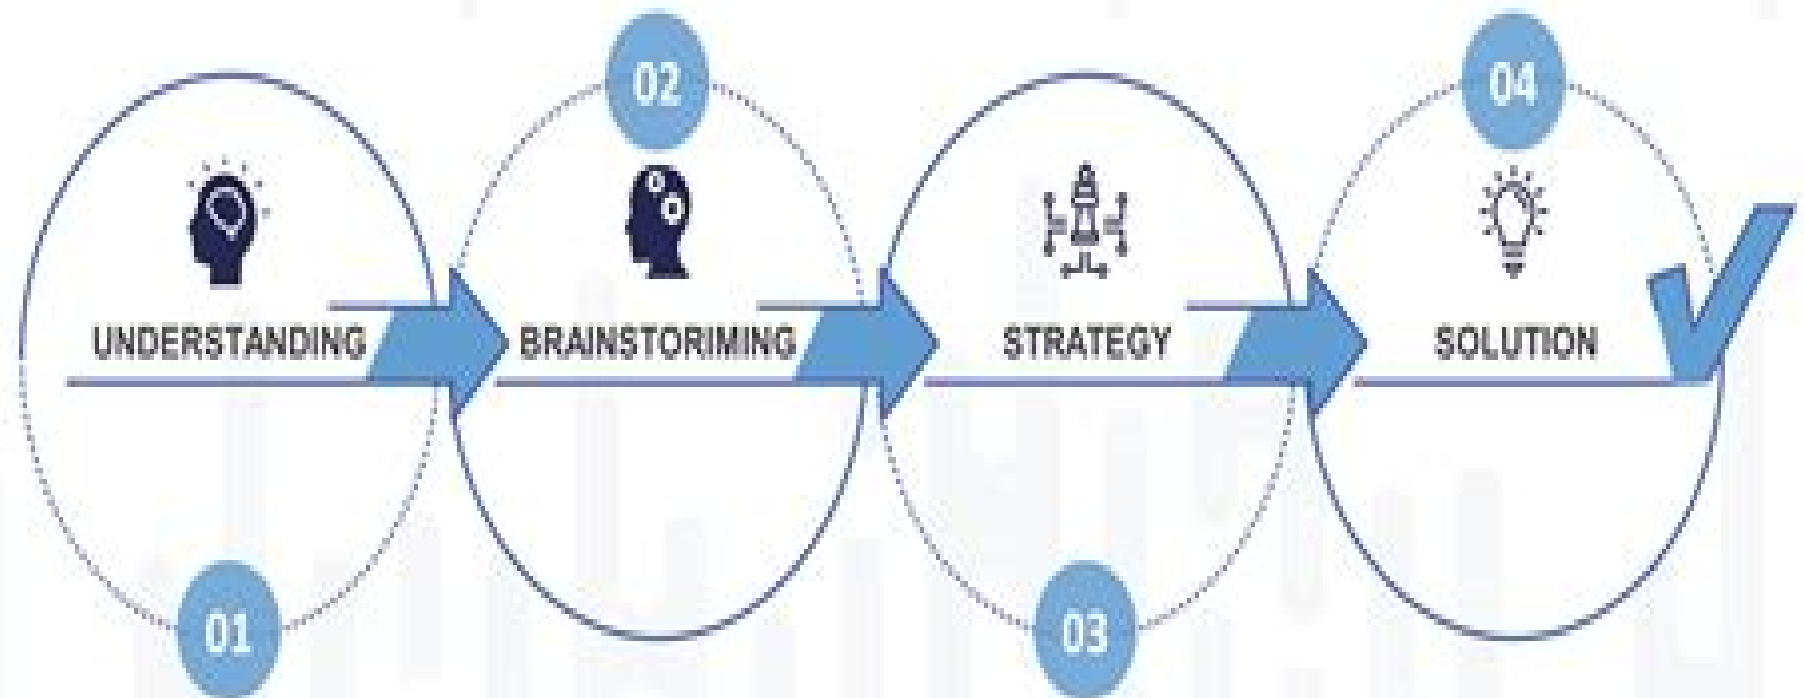 01
UNDERSTANDING
02
BRAINSTORIMING
03
STRATEGY
04
SOLUTION